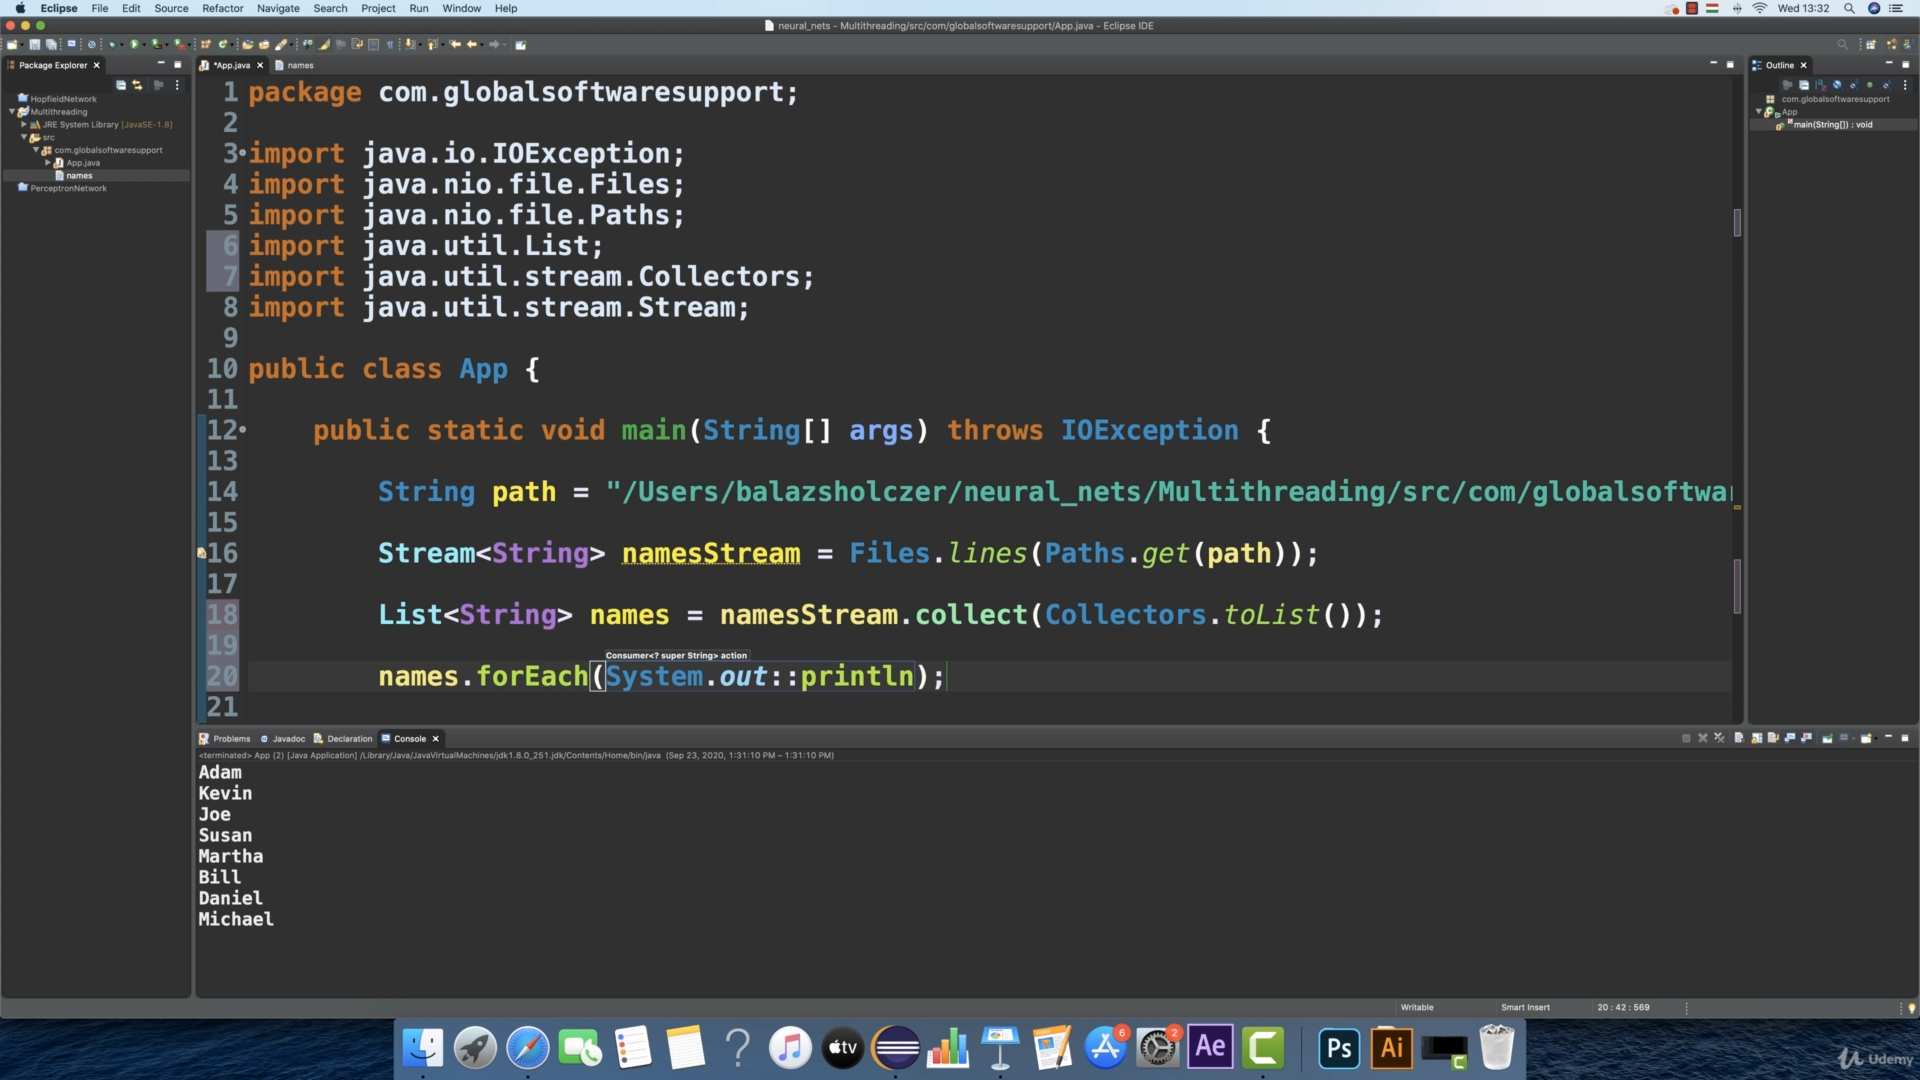 Eclipse File Edit Source Refactor Navigate Search Project Run Window Help
Wed 13:32
neural_nets - Multithreading/src/com/globalsoftwaresupport/App.java - Eclipse IDE
Package Explorer
HopfieldNetwork
Multithreading
JRE System Library [JavaSE-1.8]
src
com.globalsoftwaresupport
App.java
names
PerceptronNetwork
*App.java
names
1 package com.globalsoftwaresupport;
2
3 import java.io.IOException;
4 import java.nio.file.Files;
5 import java.nio.file.Paths;
6 import java.util.List;
7 import java.util.stream.Collectors;
8 import java.util.stream.Stream;
9
10 public class App {
11
12 public static void main(String[] args) throws IOException {
13
14 String path = "/Users/balazsholczer/neural_nets/Multithreading/src/com/globalsoftwar
15
16 Stream<String> namesStream = Files.lines(Paths.get(path));
17
18 List<String> names = namesStream.collect(Collectors.toList());
19
Consumer<? super String> action
20 names.forEach(System.out::println);
21
Outline
com.globalsoftwaresupport
App
main(String[]) : void
Problems Javadoc Declaration Console
<terminated> App (2) [Java Application] /Library/Java/JavaVirtualMachines/jdk1.8.0_251.jdk/Contents/Home/bin/java (Sep 23, 2020, 1:31:10 PM – 1:31:10 PM)
Adam
Kevin
Joe
Susan
Martha
Bill
Daniel
Michael
Writable
Smart Insert
20 : 42 : 569
tv
6
2
Ae
Ps
Ai
Udemy